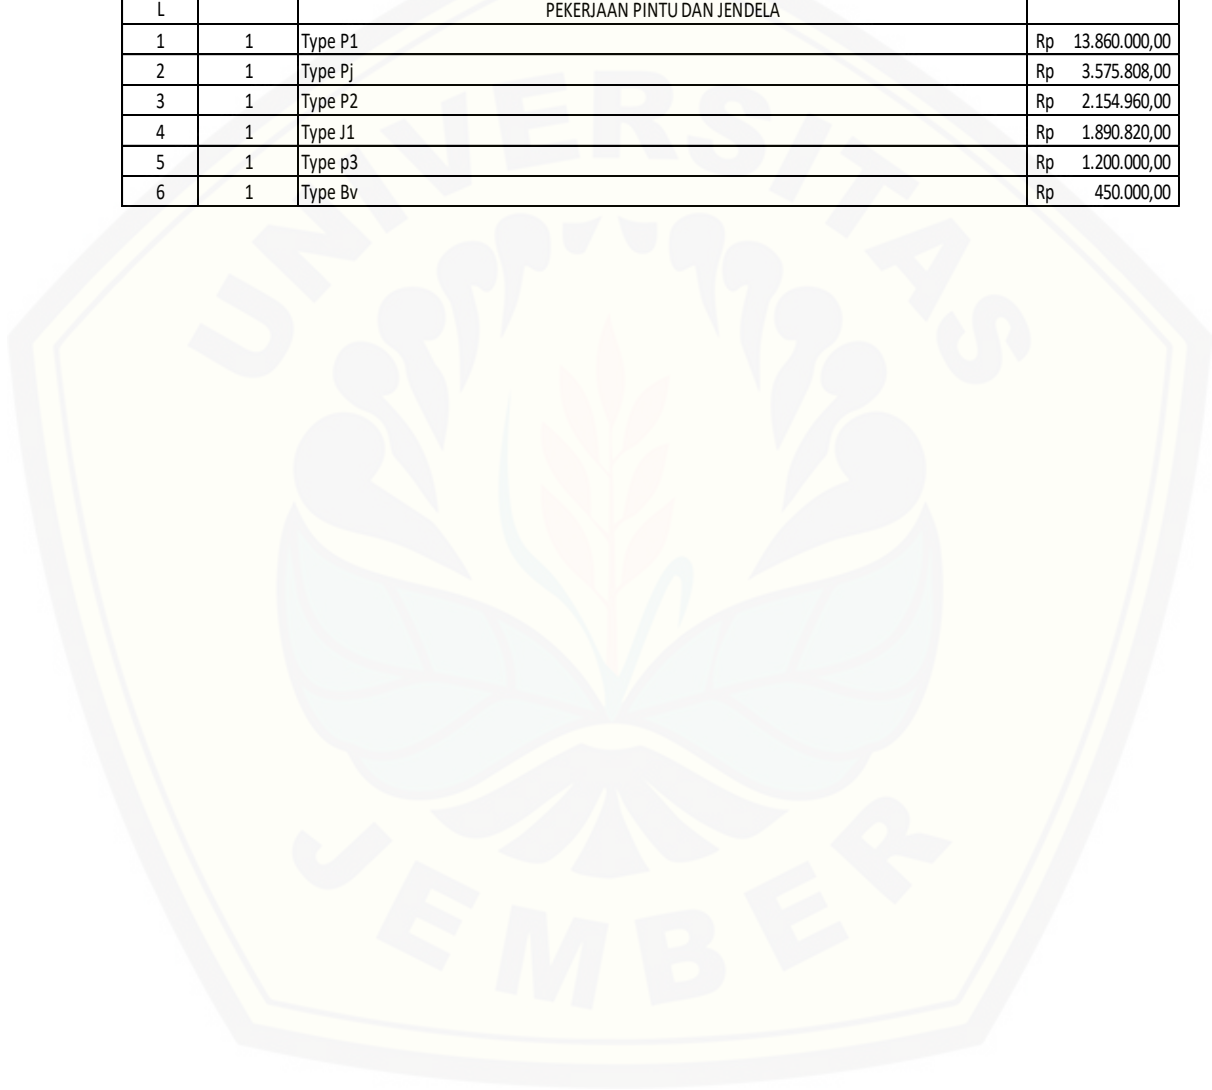 L PEKERJAAN PINTU DAN JENDELA
1 1 Type P1 Rp 13.860.000,00
2 1 Type Pj Rp 3.575.808,00
3 1 Type P2 Rp 2.154.960,00
4 1 Type J1 Rp 1.890.820,00
5 1 Type p3 Rp 1.200.000,00
6 1 Type Bv Rp 450.000,00
UNIVERSITAS
JEMBER